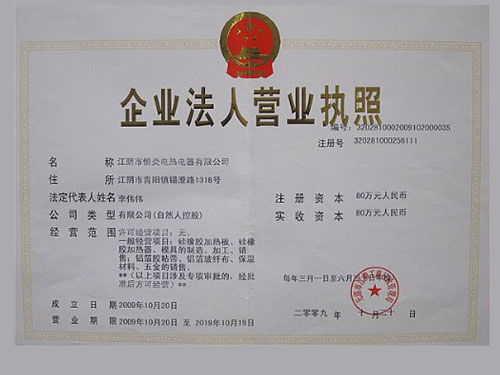 企业法人营业执照
编号: 320281000200910200003S
注册号 320281000256111
名 称 江阴市恒炎电热电器有限公司
住 所 江阴市青阳镇锡澄路1318号
法定代表人姓名 李伟伟
注 册 资 本 80万元人民币
公 司 类 型 有限公司(自然人控股)
实 收 资 本 80万元人民币
经 营 范 围 许可经营项目: 无。
一般经营项目: 硅橡胶加热板、硅橡
胶加热器、模具的制造、加工、销
售; 铝箔胶粘带、铝箔玻纤布、保温
材料、五金的销售。
**(以上项目涉及专项审批的, 经批
准后方可经营)**
每年三月一日至六月
成 立 日 期 2009年10月20日
二〇〇九年 十月二十日
营 业 期 限 2009年10月20日 至 2019年10月19日